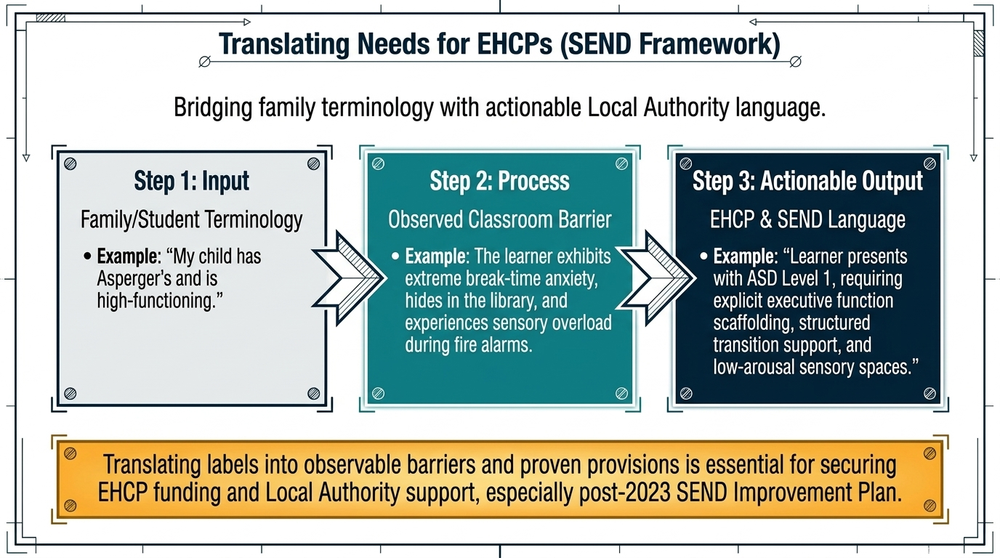 Translating Needs for EHCPs (SEND Framework)
Bridging family terminology with actionable Local Authority language.
Step 1: Input
Family/Student Terminology
• Example: “My child has
Asperger’s and is
high-functioning.”
Step 2: Process
Observed Classroom Barrier
• Example: The learner exhibits
extreme break-time anxiety,
hides in the library, and
experiences sensory overload
during fire alarms.
Step 3: Actionable Output
EHCP & SEND Language
• Example: “Learner presents
with ASD Level 1, requiring
explicit executive function
scaffolding, structured
transition support, and
low-arousal sensory spaces.”
Translating labels into observable barriers and proven provisions is essential for securing
EHCP funding and Local Authority support, especially post-2023 SEND Improvement Plan.